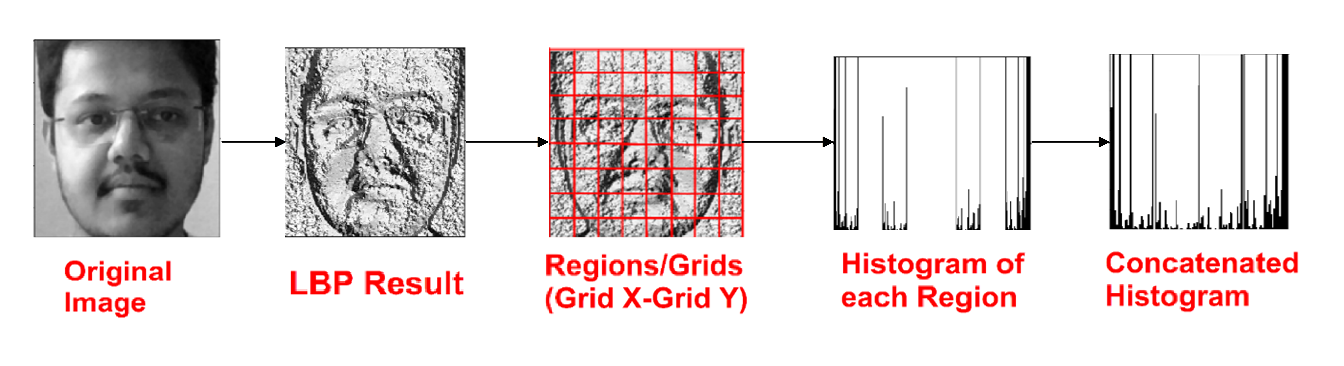 Original
Image
LBP Result
Regions/Grids
(Grid X-Grid Y)
Histogram of
each Region
Concatenated
Histogram